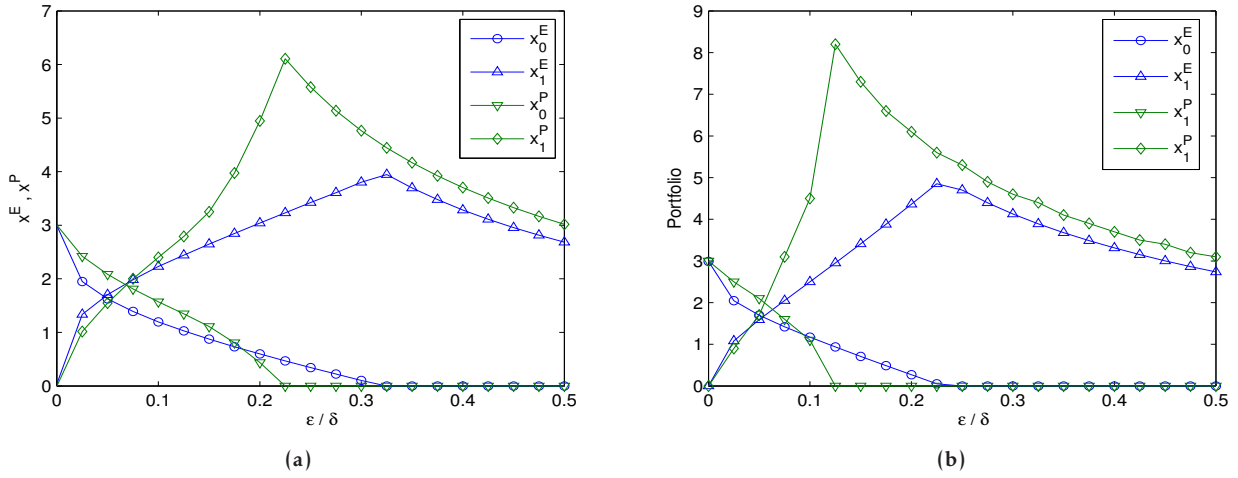 7
6
5
4
3
2
1
0
x^E , x^P
0 0.1 0.2 0.3 0.4 0.5
ε / δ
x_0^E
x_1^E
x_0^P
x_1^P
(a)
9
8
7
6
5
4
3
2
1
0
Portfolio
0 0.1 0.2 0.3 0.4 0.5
ε / δ
x_0^E
x_1^E
x_1^P
x_1^P
(b)